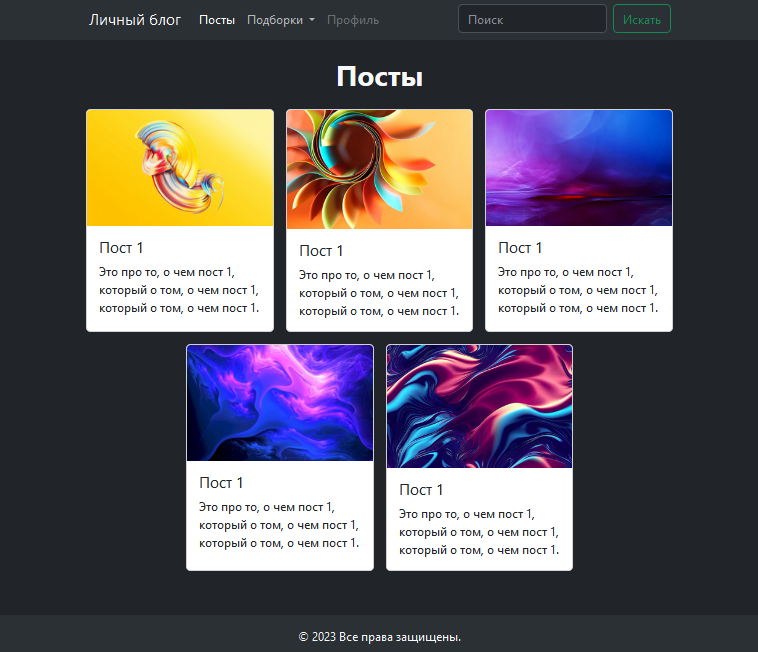 Личный блог Посты Подборки Профиль Поиск Искать
Посты
Пост 1
Это про то, о чем пост 1,
который о том, о чем пост 1,
который о том, о чем пост 1.
Пост 1
Это про то, о чем пост 1,
который о том, о чем пост 1,
который о том, о чем пост 1.
Пост 1
Это про то, о чем пост 1,
который о том, о чем пост 1,
который о том, о чем пост 1.
Пост 1
Это про то, о чем пост 1,
который о том, о чем пост 1,
который о том, о чем пост 1.
Пост 1
Это про то, о чем пост 1,
который о том, о чем пост 1,
который о том, о чем пост 1.
© 2023 Все права защищены.